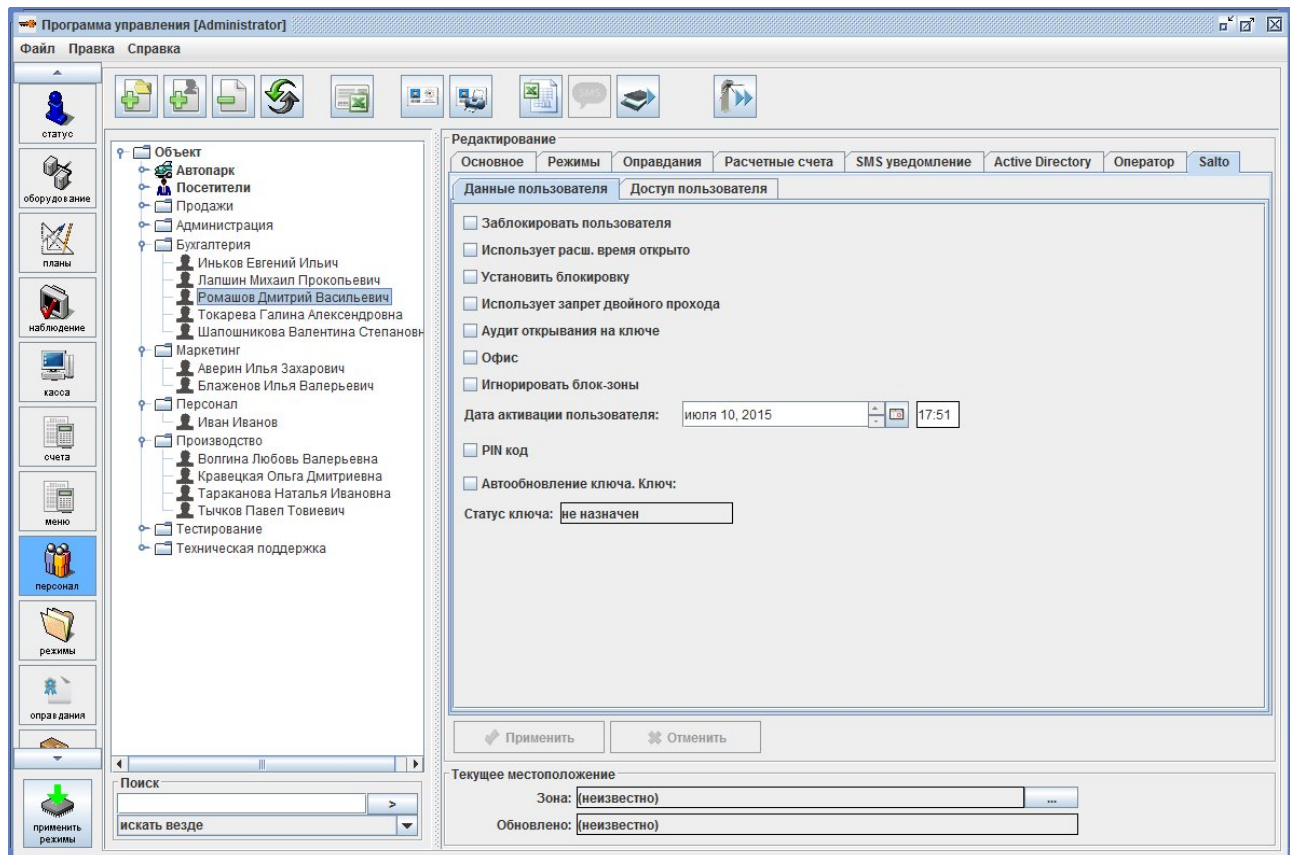 Программа управления [Administrator]
Файл Правка Справка
статус
оборудование
планы
наблюдение
касса
счета
меню
персонал
режимы
оправдания
применить
режимы
SMS
Объект
Автопарк
Посетители
Продажи
Администрация
Бухгалтерия
Иньков Евгений Ильич
Лапшин Михаил Прокопьевич
Ромашов Дмитрий Васильевич
Токарева Галина Александровна
Шапошникова Валентина Степановн
Маркетинг
Аверин Илья Захарович
Блаженов Илья Валерьевич
Персонал
Иван Иванов
Производство
Волгина Любовь Валерьевна
Кравецкая Ольга Дмитриевна
Тараканова Наталья Ивановна
Тычков Павел Товиевич
Тестирование
Техническая поддержка
Поиск
>
искать везде
Редактирование
Основное Режимы Оправдания Расчетные счета SMS уведомление Active Directory Оператор Salto
Данные пользователя Доступ пользователя
Заблокировать пользователя
Использует расш. время открыто
Установить блокировку
Использует запрет двойного прохода
Аудит открывания на ключе
Офис
Игнорировать блок-зоны
Дата активации пользователя: июля 10, 2015 17:51
PIN код
Автообновление ключа. Ключ:
Статус ключа: не назначен
Применить Отменить
Текущее местоположение
Зона: (неизвестно) ...
Обновлено: (неизвестно)